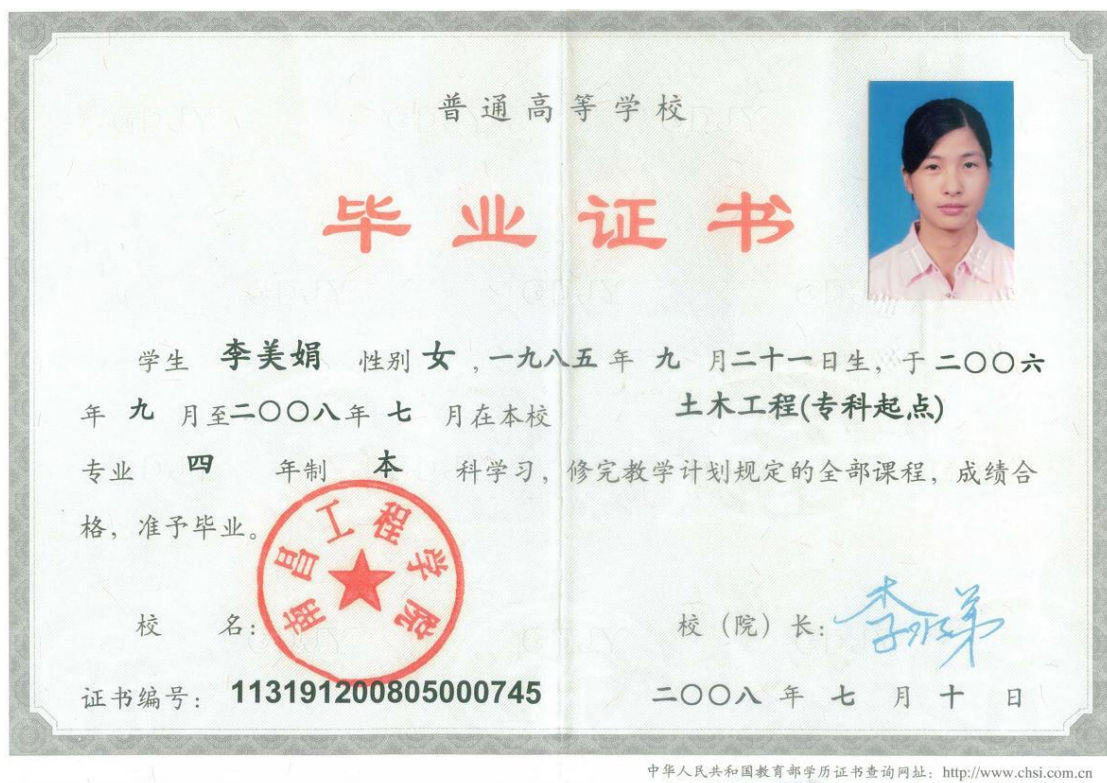 普通高等学校
毕业证书
学生 李美娟 性别 女 ，一九八五 年 九 月二十一日生，于 二〇〇六
年 九 月至二〇〇八年 七 月在本校 土木工程(专科起点)
专业 四 年制 本 科学习，修完教学计划规定的全部课程，成绩合
格，准予毕业。
南昌工程学院
校 名：
校（院）长：
证书编号： 113191200805000745
二〇〇八 年 七 月 十 日
中华人民共和国教育部学历证书查询网址：http://www.chsi.com.cn